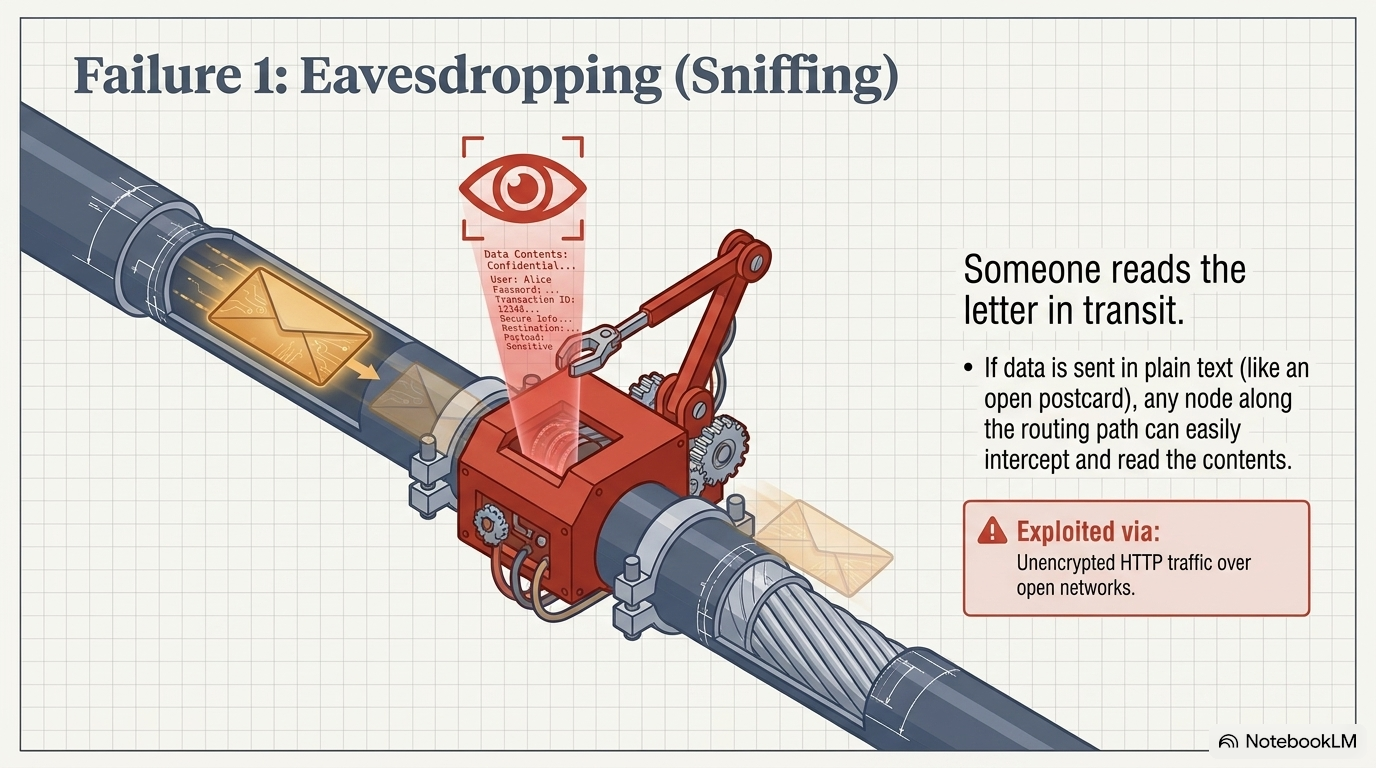 Failure 1: Eavesdropping (Sniffing)
Data Contents:
Confidential...
User: Alice
Faasword: ...
Transaction ID:
12348...
Secure lofo...
Restination:...
Paytoad:
Sensitive
Someone reads the
letter in transit.
• If data is sent in plain text (like an
open postcard), any node along
the routing path can easily
intercept and read the contents.
Exploited via:
Unencrypted HTTP traffic over
open networks.
NotebookLM